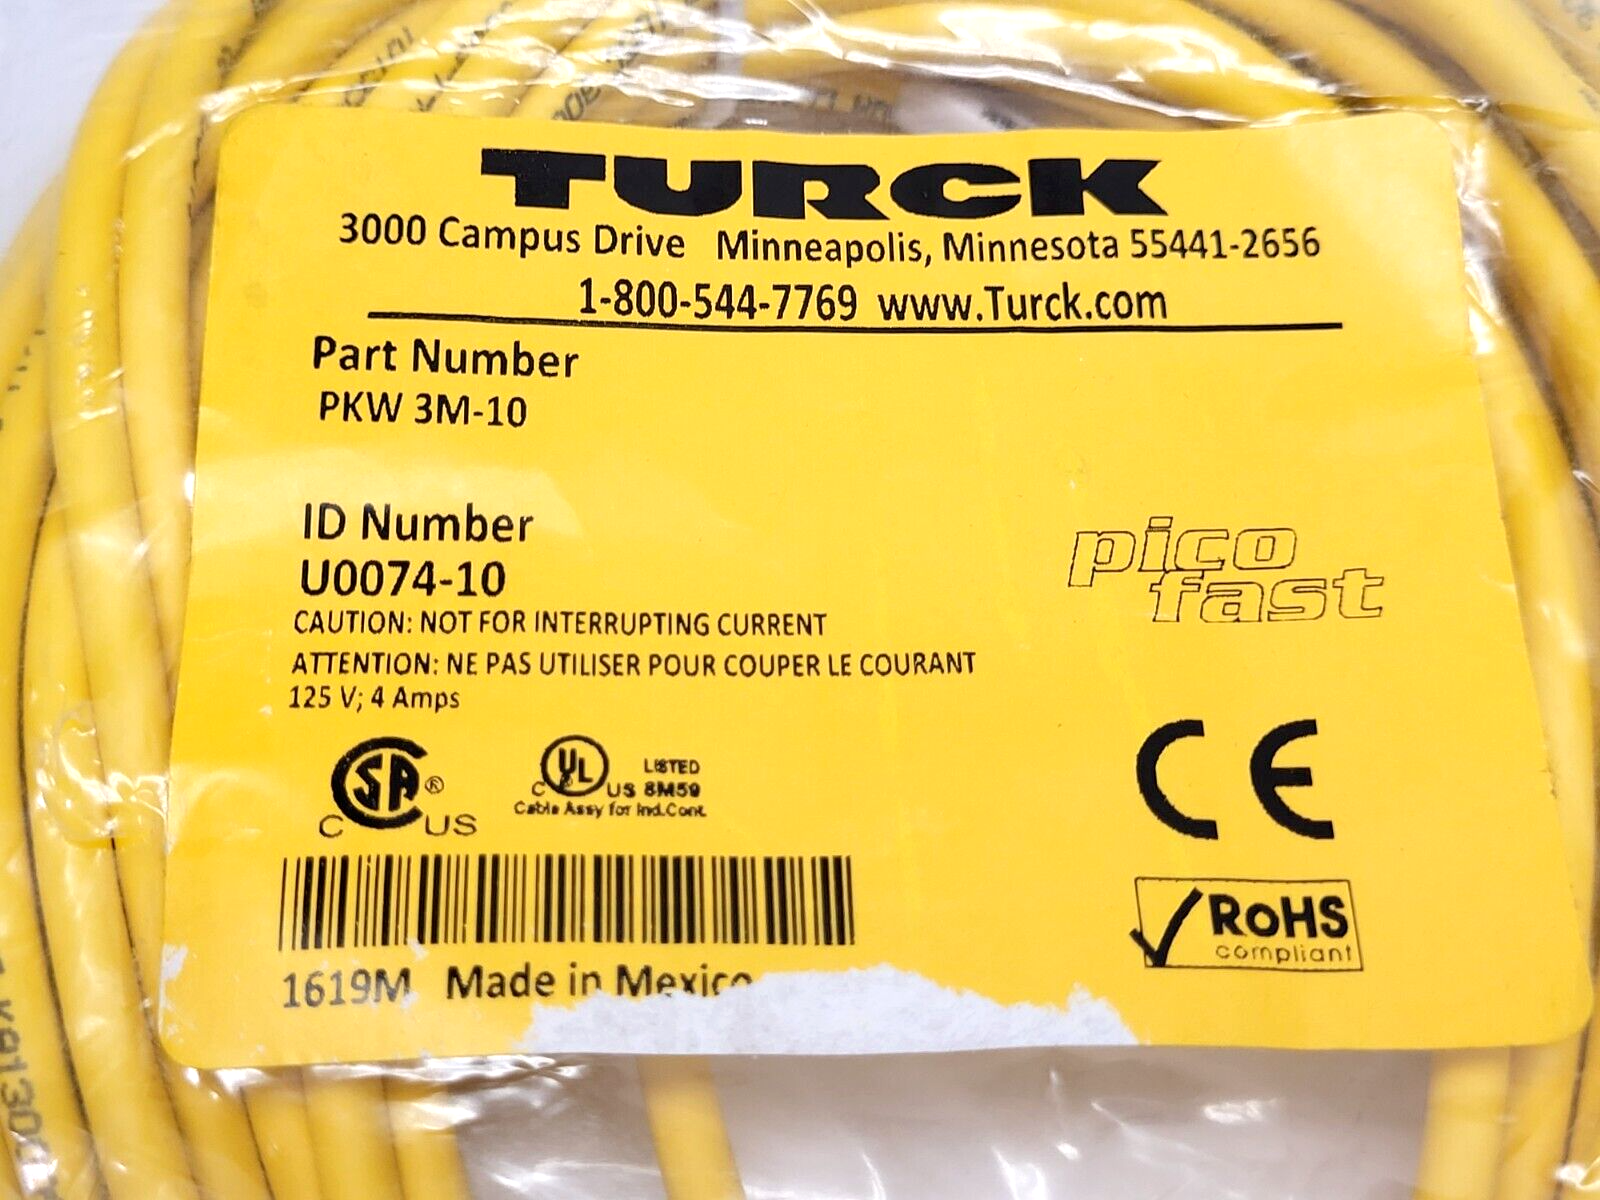 TURCK
3000 Campus Drive Minneapolis, Minnesota 55441-2656
1-800-544-7769 www.Turck.com
Part Number
PKW 3M-10
ID Number
U0074-10
pico
fast
CAUTION: NOT FOR INTERRUPTING CURRENT
ATTENTION: NE PAS UTILISER POUR COUPER LE COURANT
125 V; 4 Amps
CSA®
C US
UL LISTED
C US 8M59
Cable Assy for Ind.Cont.
CE
RoHS
compliant
1619M Made in Mexico